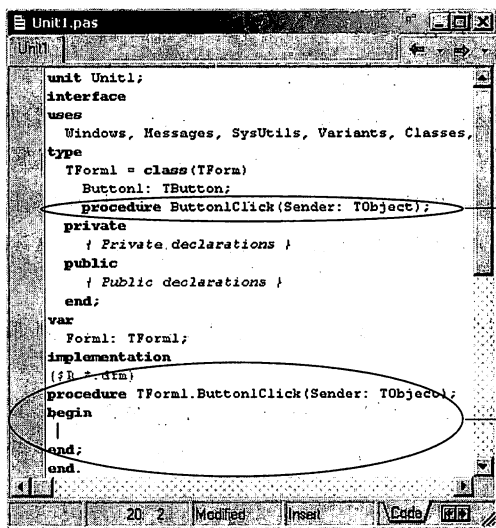 Unit1.pas
Unit1
unit Unit1;
interface
uses
Windows, Messages, SysUtils, Variants, Classes,
type
TForm1 = class(TForm)
Button1: TButton;
procedure Button1Click(Sender: TObject);
private
{ Private declarations }
public
{ Public declarations }
end;
var
Form1: TForm1;
implementation
{$R *.dfm}
procedure TForm1.Button1Click(Sender: TObject);
begin
end;
end.
20: 2 Modified Insert Code